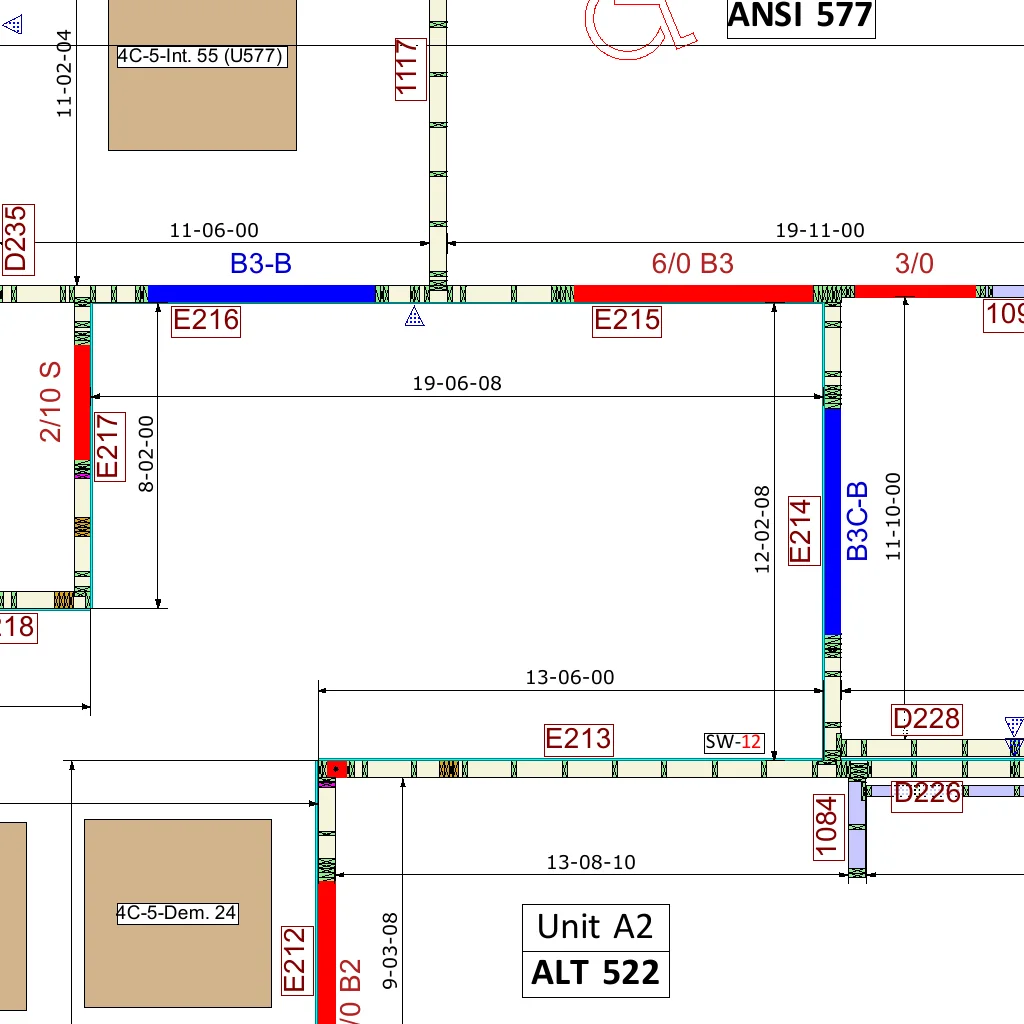 ANSI 577
4C-5-Int. 55 (U577)
11-02-04
1117
D235
11-06-00
19-11-00
B3-B
6/0 B3
3/0
E216
E215
2/10 S
19-06-08
E217
8-02-00
12-02-08
E214
B3C-B
11-10-00
13-06-00
D228
E213
SW-12
D226
1084
13-08-10
4C-5-Dem. 24
E212
9-03-08
Unit A2
ALT 522